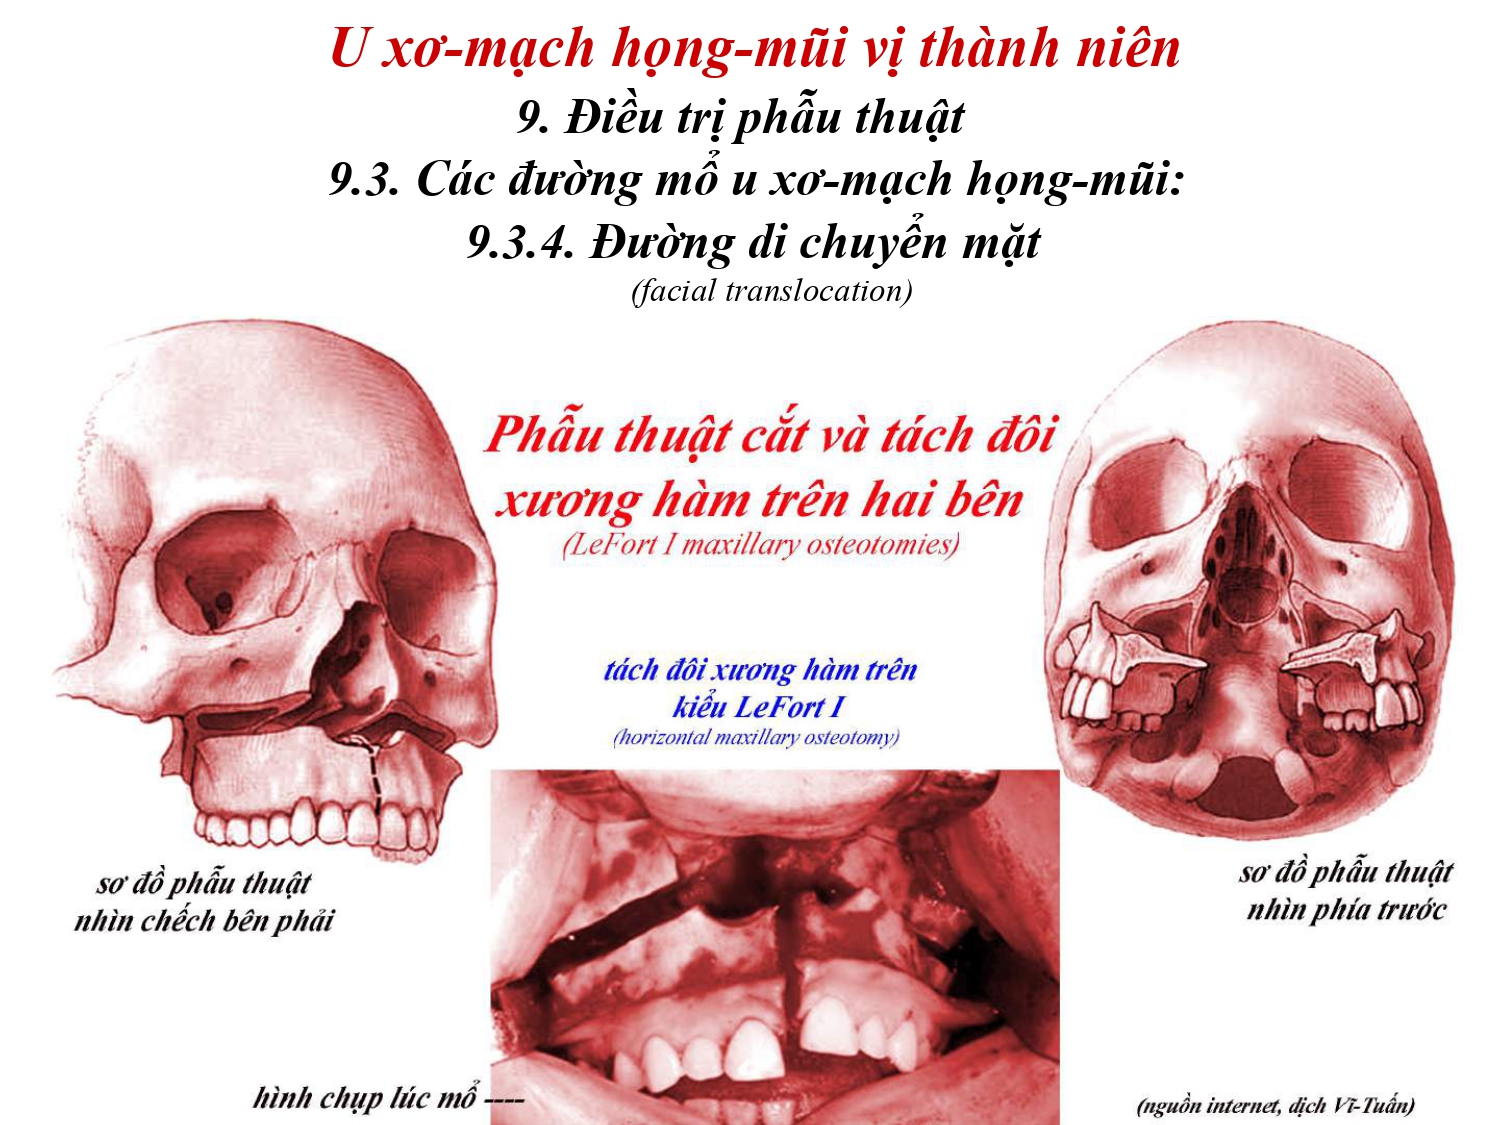 U xơ-mạch họng-mũi vị thành niên
9. Điều trị phẫu thuật
9.3. Các đường mổ u xơ-mạch họng-mũi:
9.3.4. Đường di chuyển mặt
(facial translocation)
Phẫu thuật cắt và tách đôi
xương hàm trên hai bên
(LeFort I maxillary osteotomies)
tách đôi xương hàm trên
kiểu LeFort I
(horizontal maxillary osteotomy)
sơ đồ phẫu thuật
nhìn chếch bên phải
sơ đồ phẫu thuật
nhìn phía trước
hình chụp lúc mổ ----
(nguồn internet, dịch Vĩ-Tuấn)